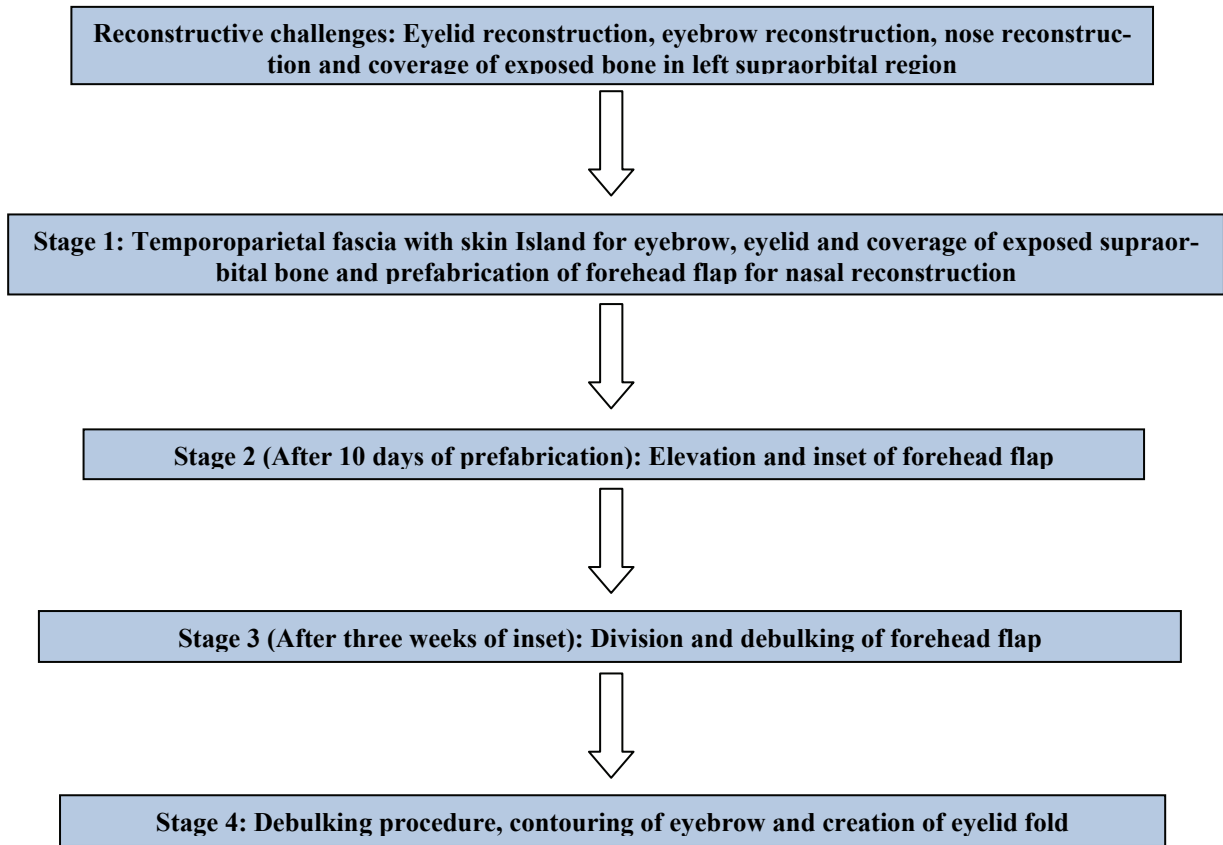 Reconstructive challenges: Eyelid reconstruction, eyebrow reconstruction, nose reconstruc-
tion and coverage of exposed bone in left supraorbital region
Stage 1: Temporoparietal fascia with skin Island for eyebrow, eyelid and coverage of exposed supraor-
bital bone and prefabrication of forehead flap for nasal reconstruction
Stage 2 (After 10 days of prefabrication): Elevation and inset of forehead flap
Stage 3 (After three weeks of inset): Division and debulking of forehead flap
Stage 4: Debulking procedure, contouring of eyebrow and creation of eyelid fold